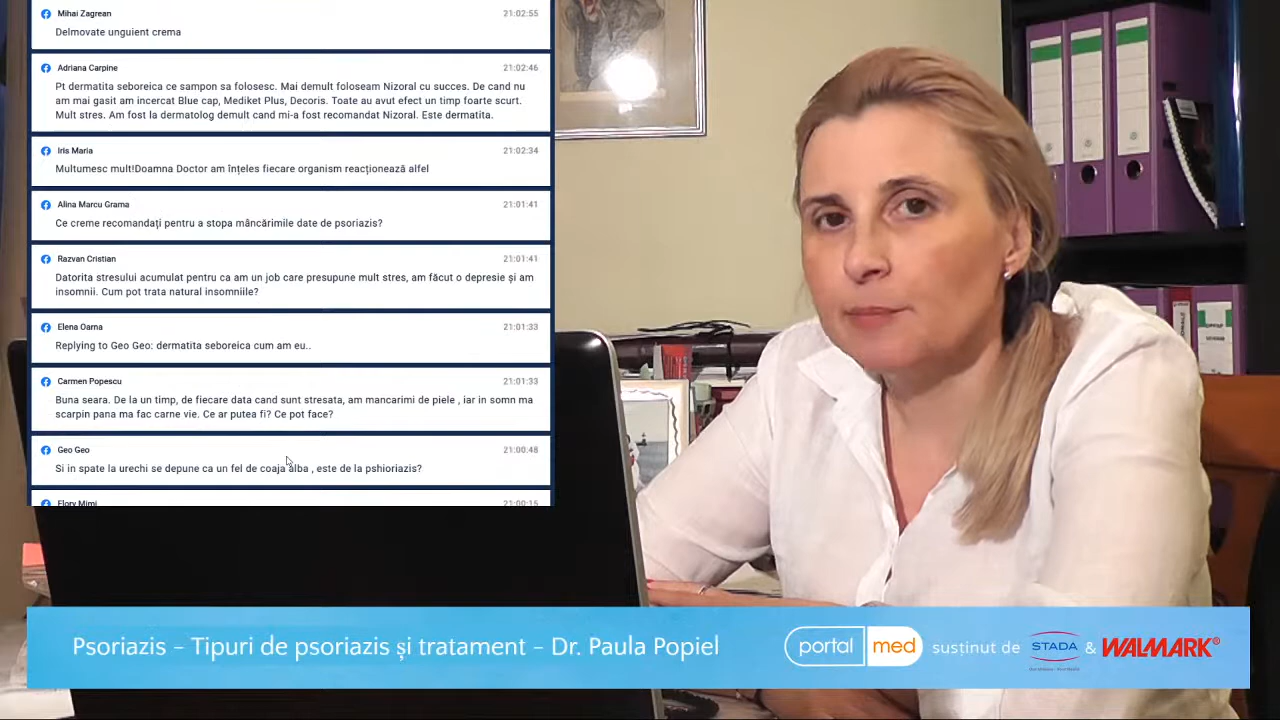 Mihai Zagrean 21:02:55
Delmovate unguient crema
Adriana Carpine 21:02:46
Pt dermatita seboreica ce sampon sa folosesc. Mai demult foloseam Nizoral cu succes. De cand nu
am mai gasit am incercat Blue cap, Mediket Plus, Decoris. Toate au avut efect un timp foarte scurt.
Mult stres. Am fost la dermatolog demult cand mi-a fost recomandat Nizoral. Este dermatita.
Iris Maria 21:02:34
Multumesc mult!Doamna Doctor am înțeles fiecare organism reacționează alfel
Alina Marcu Grama 21:01:41
Ce creme recomandați pentru a stopa mâncărimile date de psoriazis?
Razvan Cristian 21:01:41
Datorita stresului acumulat pentru ca am un job care presupune mult stres, am făcut o depresie și am
insomnii. Cum pot trata natural insomniile?
Elena Oarna 21:01:33
Replying to Geo Geo: dermatita seboreica cum am eu..
Carmen Popescu 21:01:33
Buna seara. De la un timp, de fiecare data cand sunt stresata, am mancarimi de piele , iar in somn ma
scarpin pana ma fac carne vie. Ce ar putea fi? Ce pot face?
Geo Geo 21:00:48
Si in spate la urechi se depune ca un fel de coaja alba , este de la pshioriazis?
Flory Mimi 21:00:15
Psoriazis - Tipuri de psoriazis și tratament - Dr. Paula Popiel
portal med susținut de STADA & WALMARK®